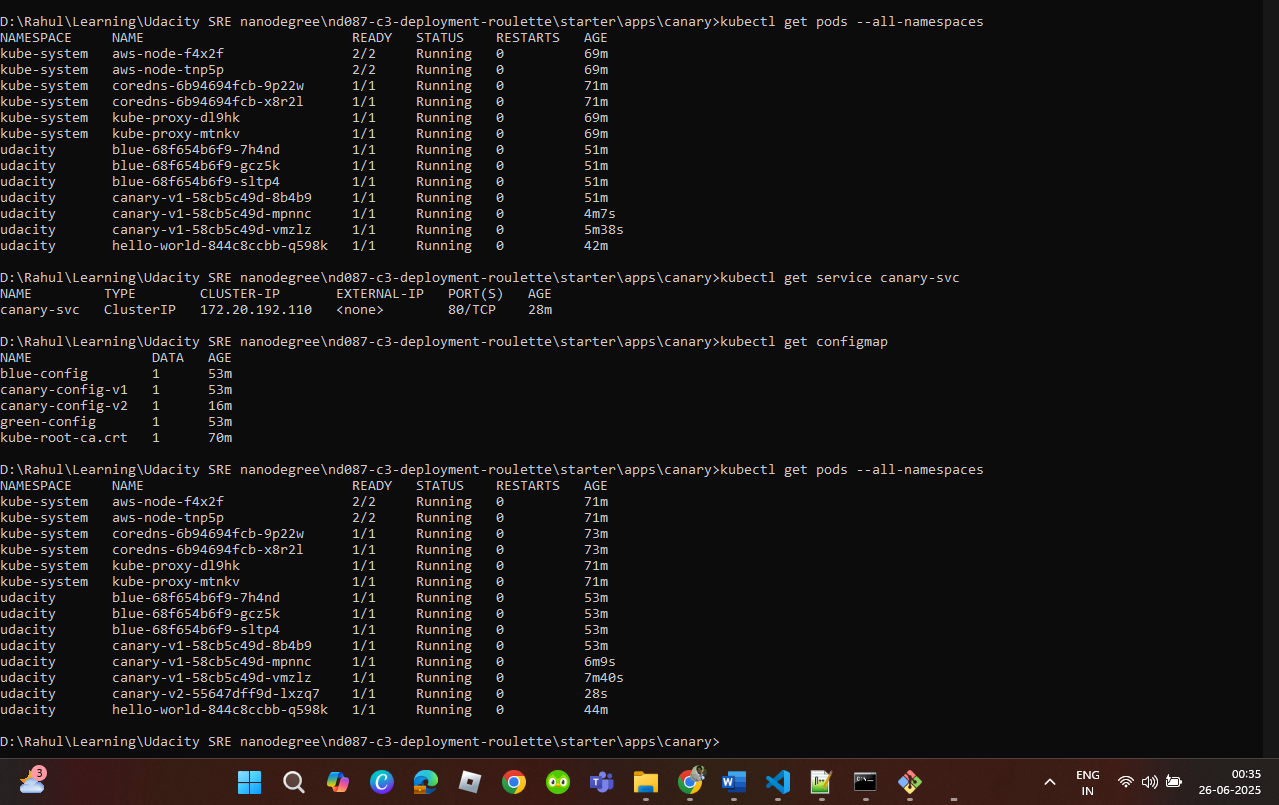 D:\Rahul\Learning\Udacity SRE nanodegree\nd087-c3-deployment-roulette\starter\apps\canary>kubectl get pods --all-namespaces
NAMESPACE     NAME                           READY   STATUS    RESTARTS   AGE
kube-system   aws-node-f4x2f                 2/2     Running   0          69m
kube-system   aws-node-tnp5p                 2/2     Running   0          69m
kube-system   coredns-6b94694fcb-9p22w       1/1     Running   0          71m
kube-system   coredns-6b94694fcb-x8r2l       1/1     Running   0          71m
kube-system   kube-proxy-dl9hk               1/1     Running   0          69m
kube-system   kube-proxy-mtnkv               1/1     Running   0          69m
udacity       blue-68f654b6f9-7h4nd          1/1     Running   0          51m
udacity       blue-68f654b6f9-gcz5k          1/1     Running   0          51m
udacity       blue-68f654b6f9-sltp4          1/1     Running   0          51m
udacity       canary-v1-58cb5c49d-8b4b9      1/1     Running   0          51m
udacity       canary-v1-58cb5c49d-mpnnc      1/1     Running   0          4m7s
udacity       canary-v1-58cb5c49d-vmzlz      1/1     Running   0          5m38s
udacity       hello-world-844c8ccbb-q598k    1/1     Running   0          42m
D:\Rahul\Learning\Udacity SRE nanodegree\nd087-c3-deployment-roulette\starter\apps\canary>kubectl get service canary-svc
NAME         TYPE        CLUSTER-IP       EXTERNAL-IP   PORT(S)   AGE
canary-svc   ClusterIP   172.20.192.110   <none>        80/TCP    28m
D:\Rahul\Learning\Udacity SRE nanodegree\nd087-c3-deployment-roulette\starter\apps\canary>kubectl get configmap
NAME               DATA   AGE
blue-config        1      53m
canary-config-v1   1      53m
canary-config-v2   1      16m
green-config       1      53m
kube-root-ca.crt   1      70m
D:\Rahul\Learning\Udacity SRE nanodegree\nd087-c3-deployment-roulette\starter\apps\canary>kubectl get pods --all-namespaces
NAMESPACE     NAME                           READY   STATUS    RESTARTS   AGE
kube-system   aws-node-f4x2f                 2/2     Running   0          71m
kube-system   aws-node-tnp5p                 2/2     Running   0          71m
kube-system   coredns-6b94694fcb-9p22w       1/1     Running   0          73m
kube-system   coredns-6b94694fcb-x8r2l       1/1     Running   0          73m
kube-system   kube-proxy-dl9hk               1/1     Running   0          71m
kube-system   kube-proxy-mtnkv               1/1     Running   0          71m
udacity       blue-68f654b6f9-7h4nd          1/1     Running   0          53m
udacity       blue-68f654b6f9-gcz5k          1/1     Running   0          53m
udacity       blue-68f654b6f9-sltp4          1/1     Running   0          53m
udacity       canary-v1-58cb5c49d-8b4b9      1/1     Running   0          53m
udacity       canary-v1-58cb5c49d-mpnnc      1/1     Running   0          6m9s
udacity       canary-v1-58cb5c49d-vmzlz      1/1     Running   0          7m40s
udacity       canary-v2-55647dff9d-lxzq7     1/1     Running   0          28s
udacity       hello-world-844c8ccbb-q598k    1/1     Running   0          44m
D:\Rahul\Learning\Udacity SRE nanodegree\nd087-c3-deployment-roulette\starter\apps\canary>
3
ENG
IN
00:35
26-06-2025